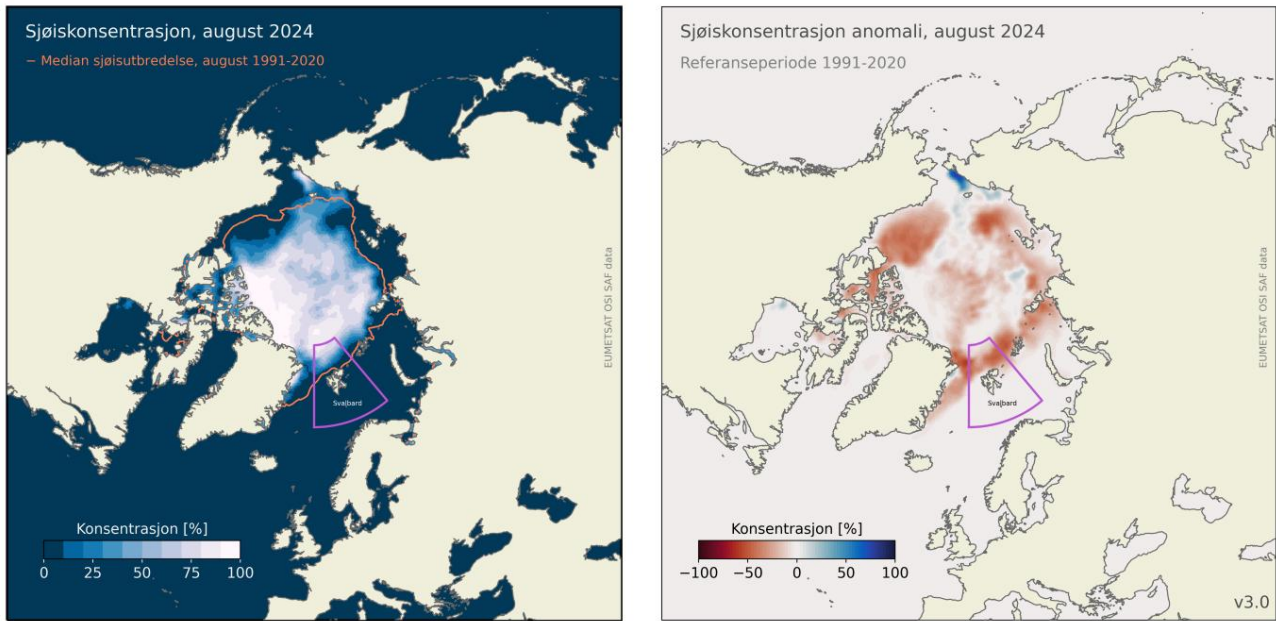 Sjøiskonsentrasjon, august 2024
− Median sjøisutbredelse, august 1991-2020
Svalbard
Konsentrasjon [%]
0 25 50 75 100
Sjøiskonsentrasjon anomali, august 2024
Referanseperiode 1991-2020
EUMETSAT OSI SAF data
Svalbard
Konsentrasjon [%]
−100 −50 0 50 100
v3.0
EUMETSAT OSI SAF data